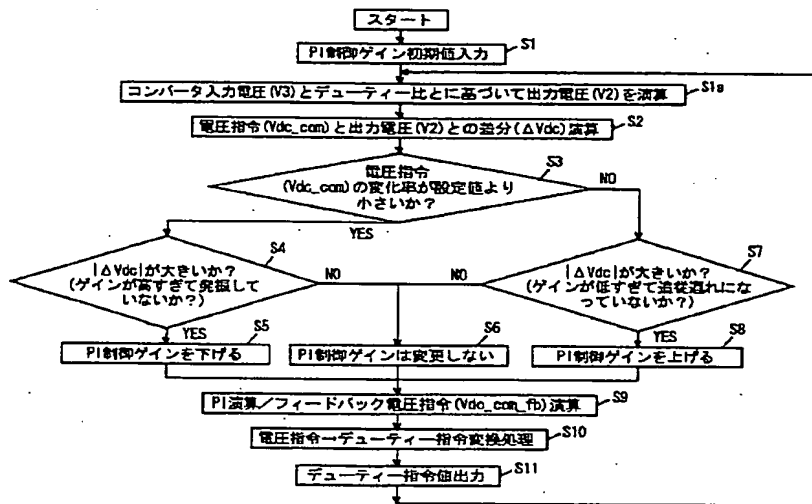 スタート
PI制御ゲイン初期値入力
S1
コンバータ入力電圧(V3)とデューティー比とに基づいて出力電圧(V2)を演算
S1a
電圧指令(Vdc_com)と出力電圧(V2)との差分(ΔVdc)演算
S2
電圧指令
(Vdc_com)の変化率が設定値より
小さいか?
S3
NO
YES
S4
|ΔVdc|が大きいか?
(ゲインが高すぎて発振して
いないか?)
NO
NO
|ΔVdc|が大きいか?
(ゲインが低すぎて追従遅れにな
っていないか?)
S7
YES
S5
PI制御ゲインを下げる
S6
PI制御ゲインは変更しない
YES
S8
PI制御ゲインを上げる
PI演算/フィードバック電圧指令(Vdc_com_fb)演算
S9
電圧指令→デューティー指令変換処理
S10
デューティー指令値出力
S11